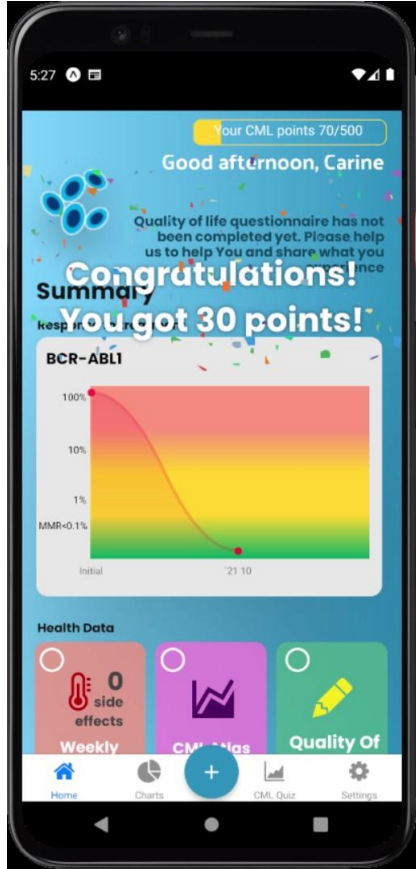 5:27
Your CML points 70/500
Good afternoon, Carine
Quality of life questionnaire has not
been completed yet. Please help
us to help You and share what you
experience
Congratulations!
You got 30 points!
Summary
BCR-ABL1
100%
10%
1%
MMR<0.1%
Initial
'21 10
Health Data
0
side
effects
Weekly
CML Atlas
Quality Of
Home
Charts
+
CML Quiz
Settings